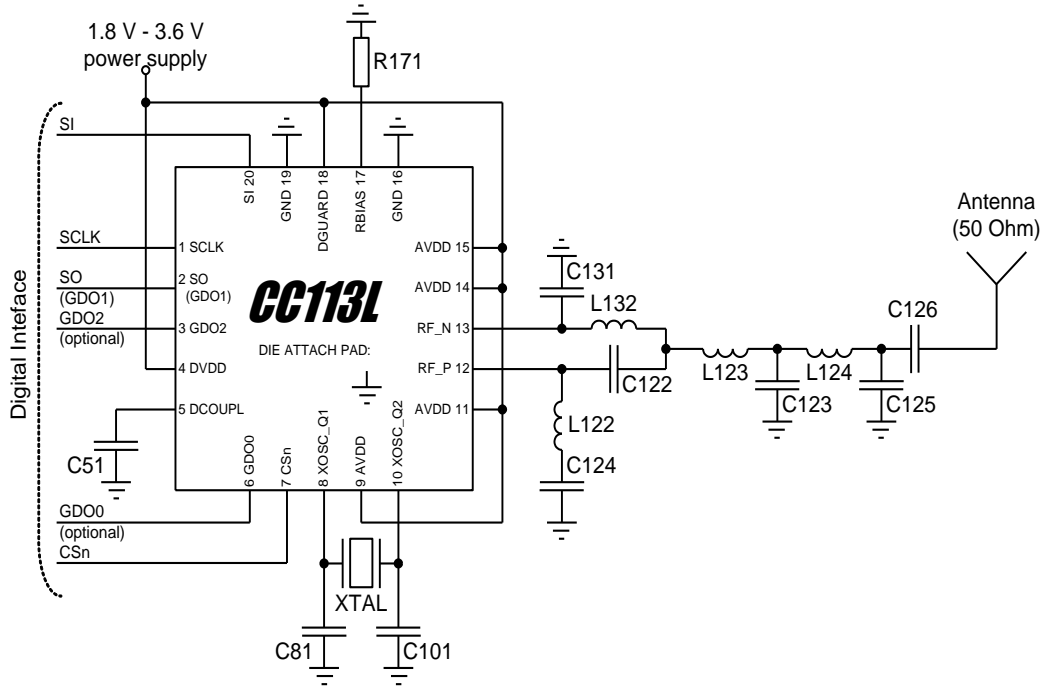 1.8 V - 3.6 V
power supply
R171
SI
SI 20
GND 19
DGUARD 18
RBIAS 17
GND 16
Antenna
(50 Ohm)
SCLK
1 SCLK
AVDD 15
SO
(GDO1)
2 SO
(GDO1)
CC113L
AVDD 14
C131
L132
C126
GDO2
(optional)
3 GDO2
RF_N 13
DIE ATTACH PAD:
4 DVDD
RF_P 12
C122
L123
L124
C123
C125
5 DCOUPL
AVDD 11
L122
C51
6 GDO0
7 CSn
8 XOSC_Q1
9 AVDD
10 XOSC_Q2
C124
GDO0
(optional)
CSn
XTAL
C81
C101
Digital Inteface